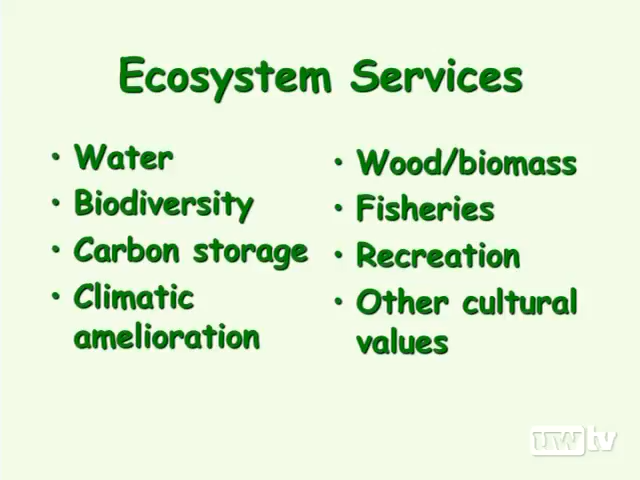 Ecosystem Services
• Water
• Biodiversity
• Carbon storage
• Climatic
amelioration
• Wood/biomass
• Fisheries
• Recreation
• Other cultural
values
uwtv